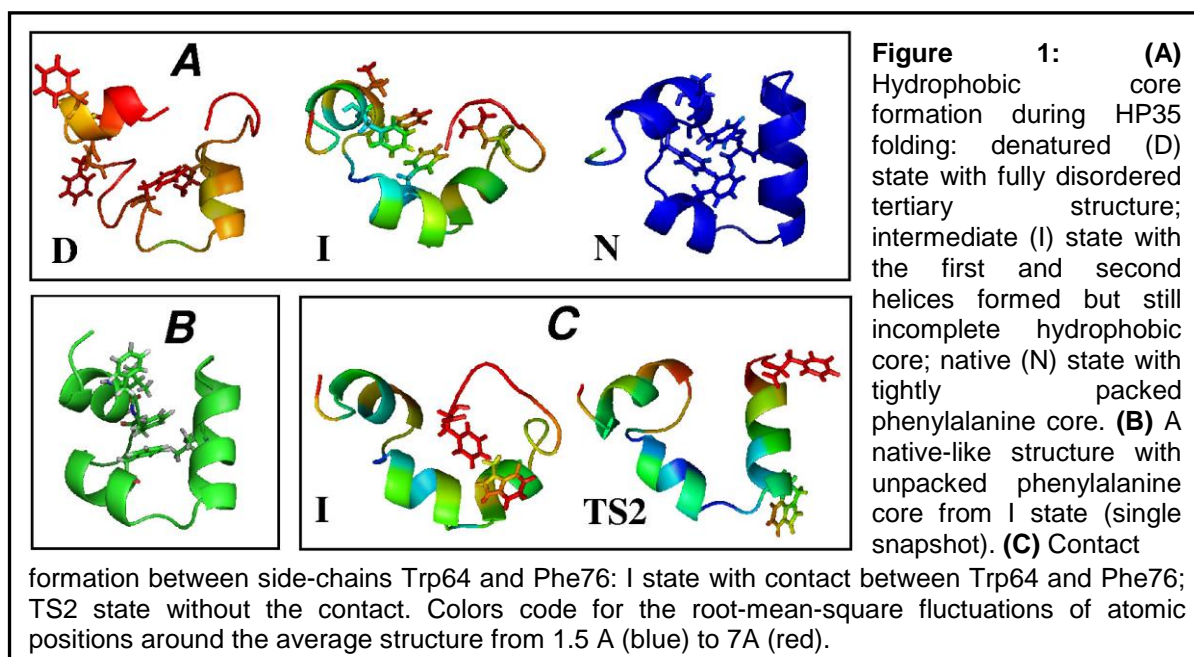 A
D
I
N
B
C
I
TS2
Figure 1: (A)
Hydrophobic core
formation during HP35
folding: denatured (D)
state with fully disordered
tertiary structure;
intermediate (I) state with
the first and second
helices formed but still
incomplete hydrophobic
core; native (N) state with
tightly packed
phenylalanine core. (B) A
native-like structure with
unpacked phenylalanine
core from I state (single
snapshot). (C) Contact
formation between side-chains Trp64 and Phe76: I state with contact between Trp64 and Phe76;
TS2 state without the contact. Colors code for the root-mean-square fluctuations of atomic
positions around the average structure from 1.5 A (blue) to 7A (red).